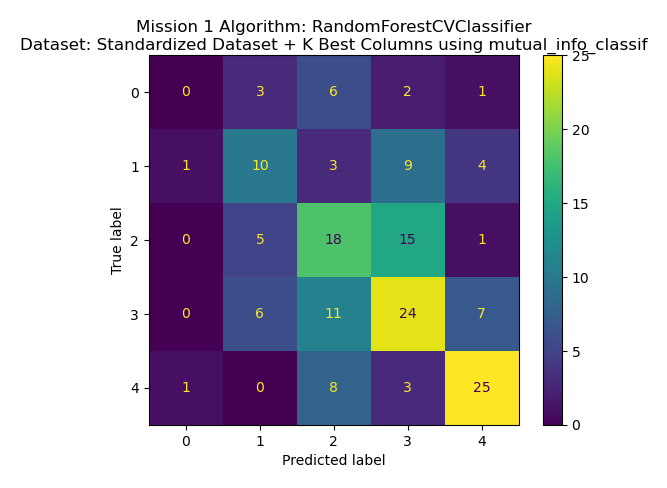 Mission 1 Algorithm: RandomForestCVClassifier
Dataset: Standardized Dataset + K Best Columns using mutual_info_classif
0 0 3 6 2 1
1 1 10 3 9 4
2 0 5 18 15 1
3 0 6 11 24 7
4 1 0 8 3 25
0 1 2 3 4
True label
Predicted label
25
20
15
10
5
0